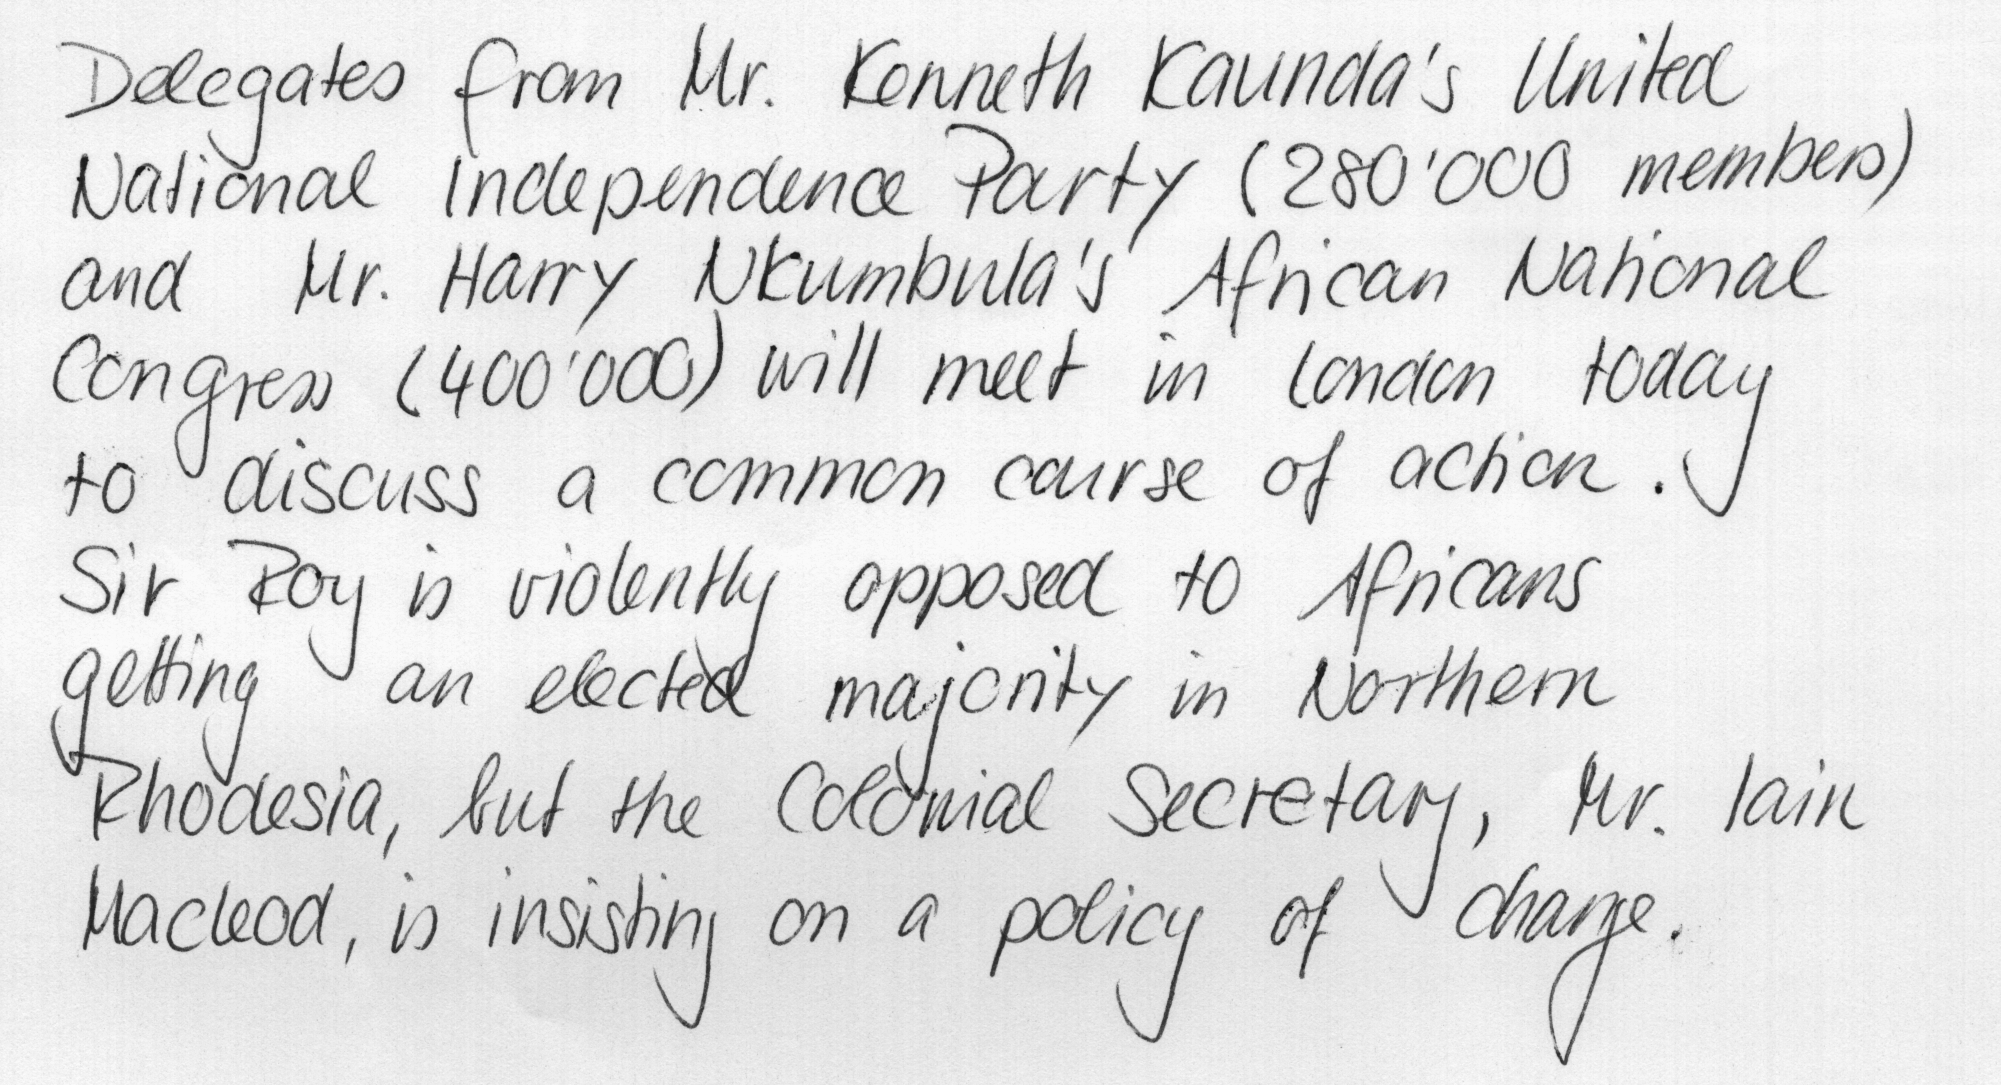 Delegates from Mr. Kenneth Kaunda's United
National Independence Party (280'000 members)
and Mr. Harry Nkumbula's African National
Congress (400'000) will meet in London today
to discuss a common course of action.
Sir Roy is violently opposed to Africans
getting an elected majority in Northern
Rhodesia, but the Colonial Secretary, Mr. Iain
Macleod, is insisting on a policy of change.